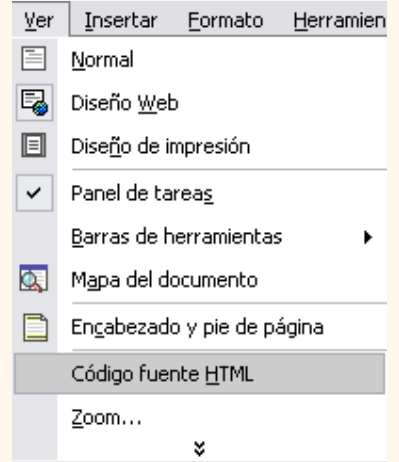 Ver Insertar Formato Herramien
Normal
Diseño Web
Diseño de impresión
Panel de tareas
Barras de herramientas
Mapa del documento
Encabezado y pie de página
Código fuente HTML
Zoom...